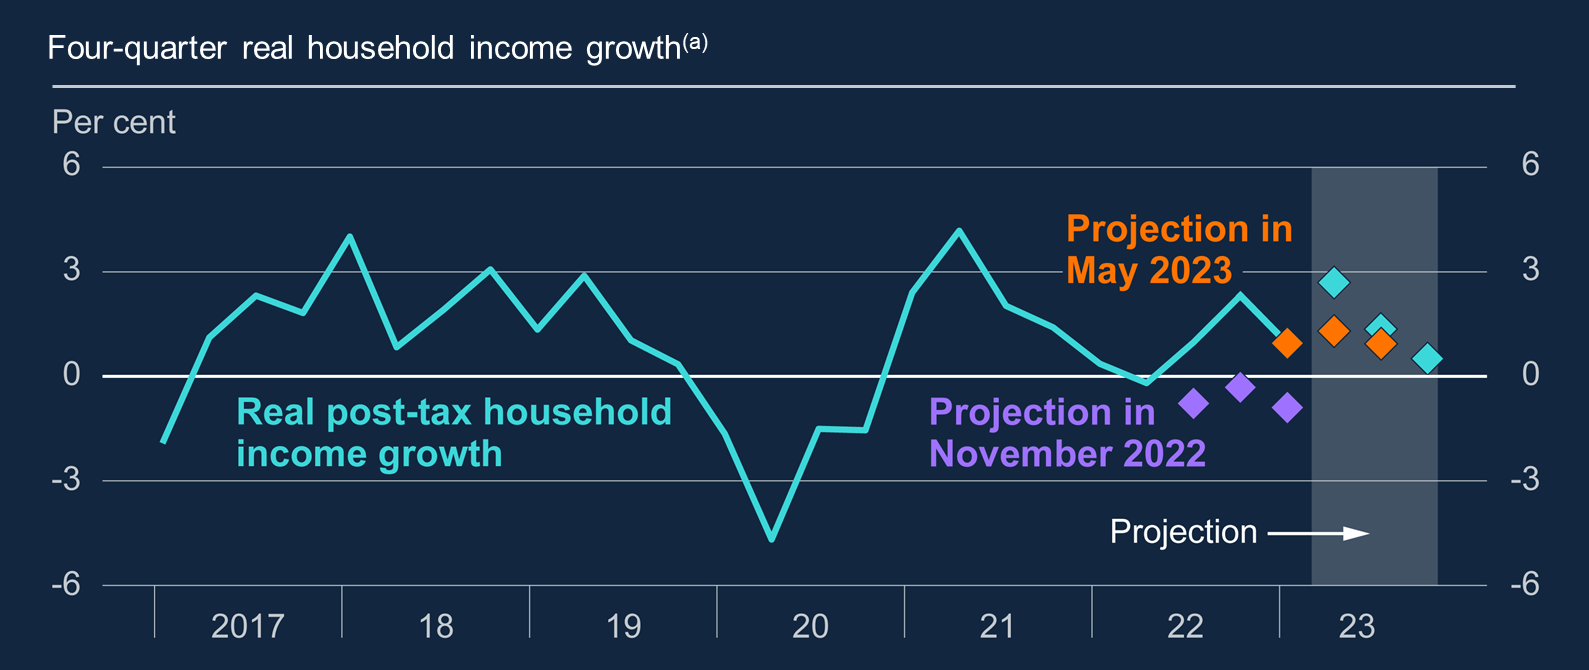 Four-quarter real household income growth(a)
Per cent
6 6
Projection in
May 2023
3 3
0 0
Real post-tax household
income growth
Projection in
November 2022
-3 -3
Projection
-6 -6
2017 18 19 20 21 22 23